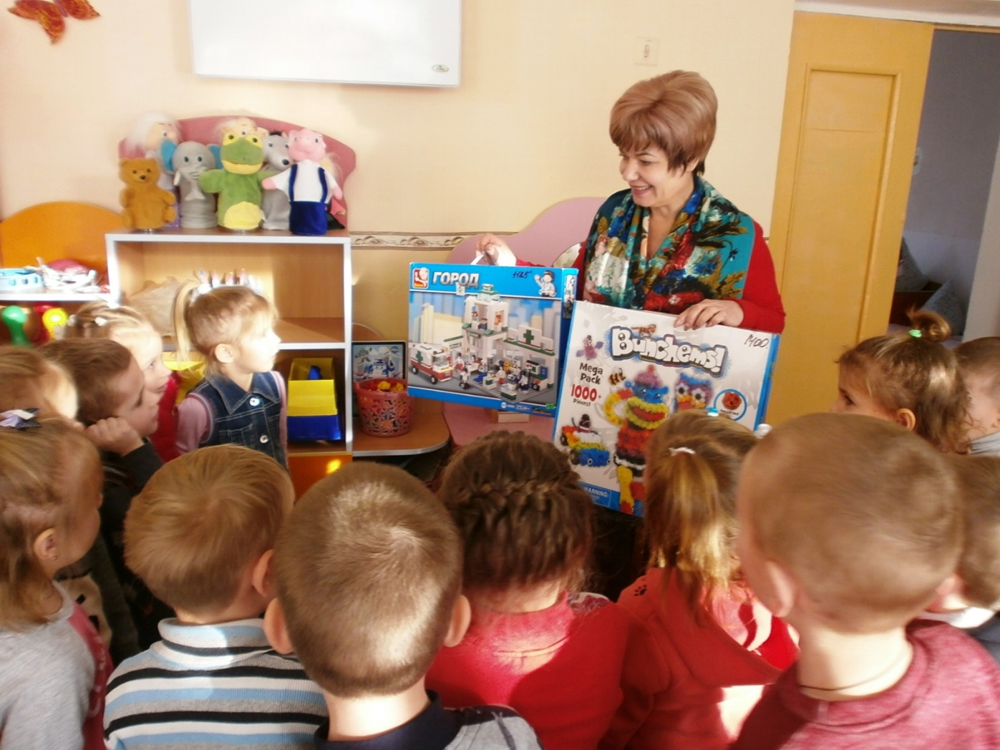 ГОРОД
1125
Bunchems!
1400
Mega
Pack
1000+
Pieces!
WARNING: